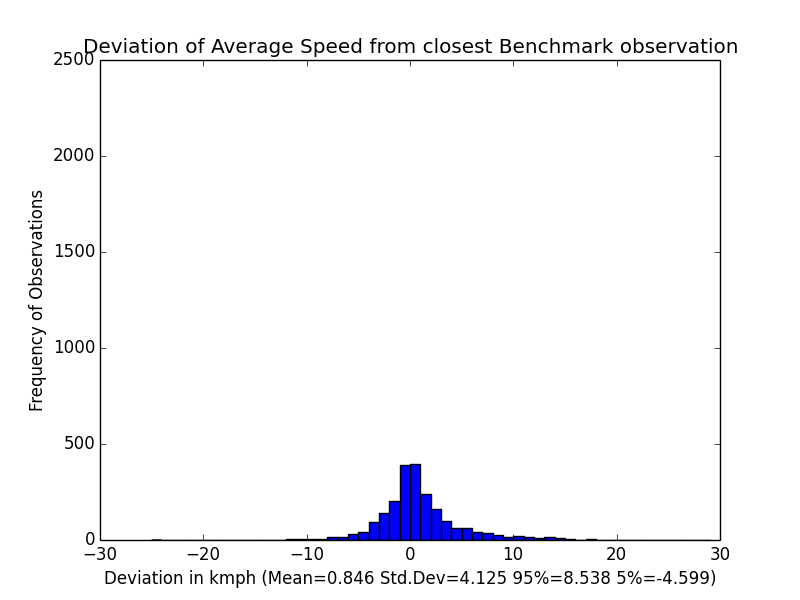 Deviation of Average Speed from closest Benchmark observation
2500
2000
1500
1000
500
0
Frequency of Observations
−30 −20 −10 0 10 20 30
Deviation in kmph (Mean=0.846 Std.Dev=4.125 95%=8.538 5%=-4.599)